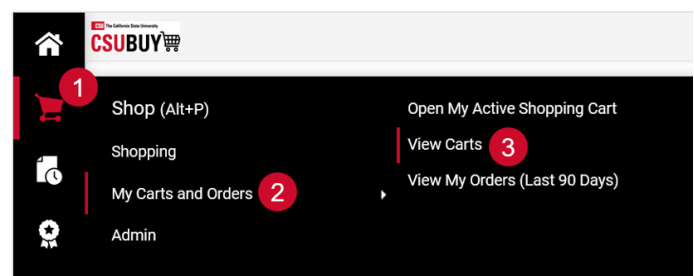 CSU The California State University
CSUBUY
1
Shop (Alt+P)
Shopping
My Carts and Orders 2
Admin
Open My Active Shopping Cart
View Carts 3
View My Orders (Last 90 Days)